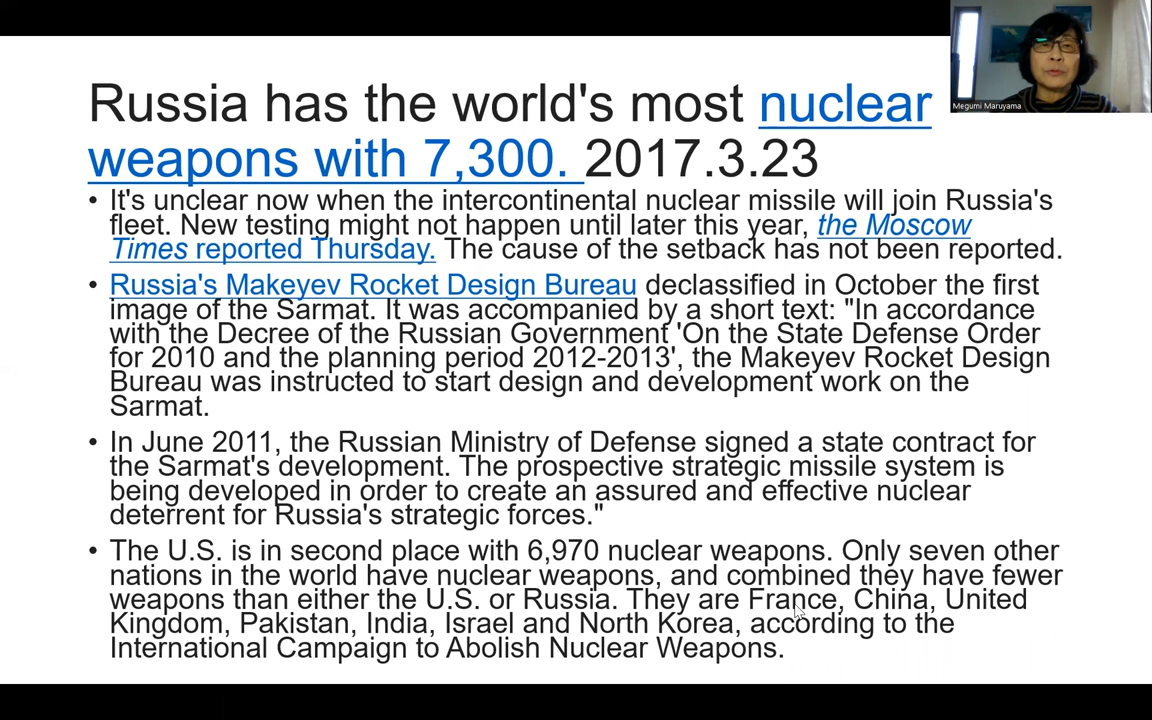 Russia has the world's most nuclear
weapons with 7,300. 2017.3.23
Megumi Maruyama
• It's unclear now when the intercontinental nuclear missile will join Russia's
fleet. New testing might not happen until later this year, the Moscow
Times reported Thursday. The cause of the setback has not been reported.
• Russia's Makeyev Rocket Design Bureau declassified in October the first
image of the Sarmat. It was accompanied by a short text: "In accordance
with the Decree of the Russian Government 'On the State Defense Order
for 2010 and the planning period 2012-2013', the Makeyev Rocket Design
Bureau was instructed to start design and development work on the
Sarmat.
• In June 2011, the Russian Ministry of Defense signed a state contract for
the Sarmat's development. The prospective strategic missile system is
being developed in order to create an assured and effective nuclear
deterrent for Russia's strategic forces."
• The U.S. is in second place with 6,970 nuclear weapons. Only seven other
nations in the world have nuclear weapons, and combined they have fewer
weapons than either the U.S. or Russia. They are France, China, United
Kingdom, Pakistan, India, Israel and North Korea, according to the
International Campaign to Abolish Nuclear Weapons.